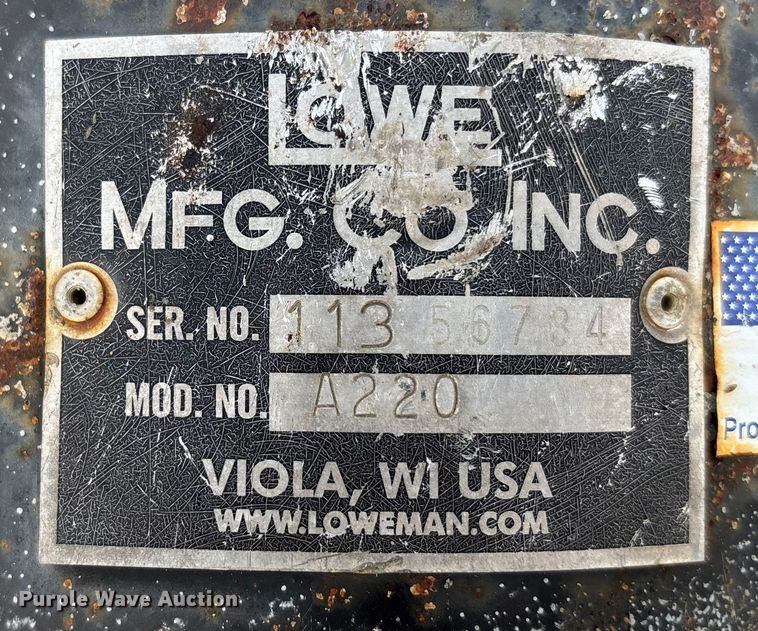 LOWE
MFG. CO INC.
SER. NO. 113 56784
MOD. NO. A220
VIOLA, WI USA
WWW.LOWEMAN.COM
Pro
Purple Wave Auction